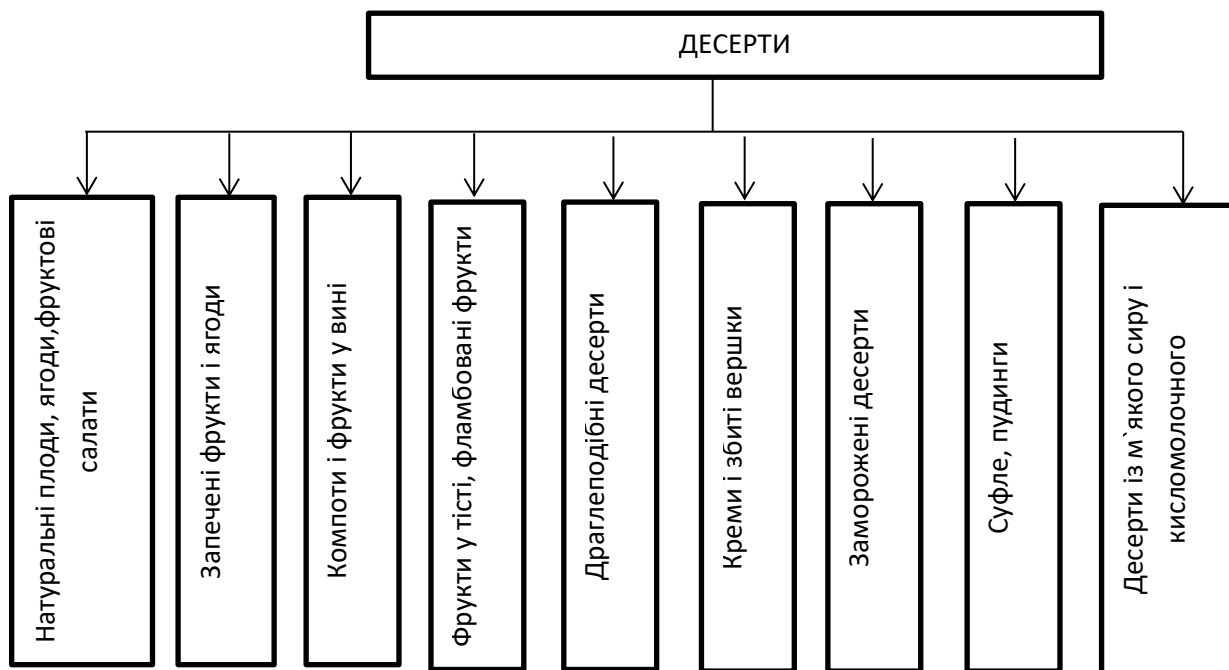 ДЕСЕРТИ
Натуральні плоди, ягоди,фруктові
салати
Запечені фрукти і ягоди
Компоти і фрукти у вині
Фрукти у тісті, фламбовані фрукти
Драглеподібні десерти
Креми і збиті вершки
Заморожені десерти
Суфле, пудинги
Десерти із м`якого сиру і
кисломолочного